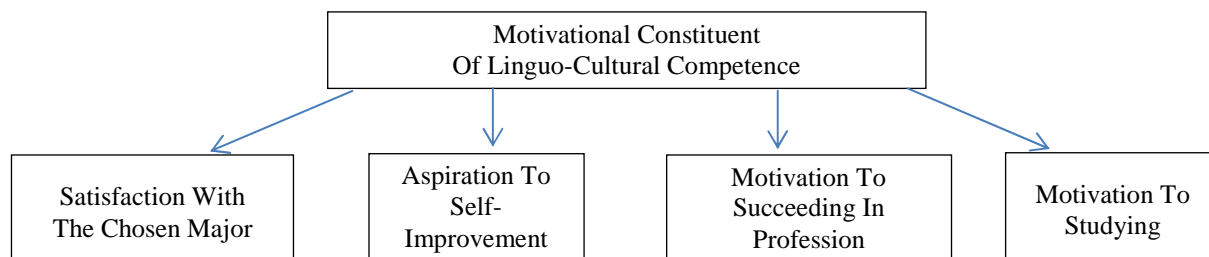 Motivational Constituent
Of Linguo-Cultural Competence
Satisfaction With
The Chosen Major
Aspiration To
Self-
Improvement
Motivation To
Succeeding In
Profession
Motivation To
Studying